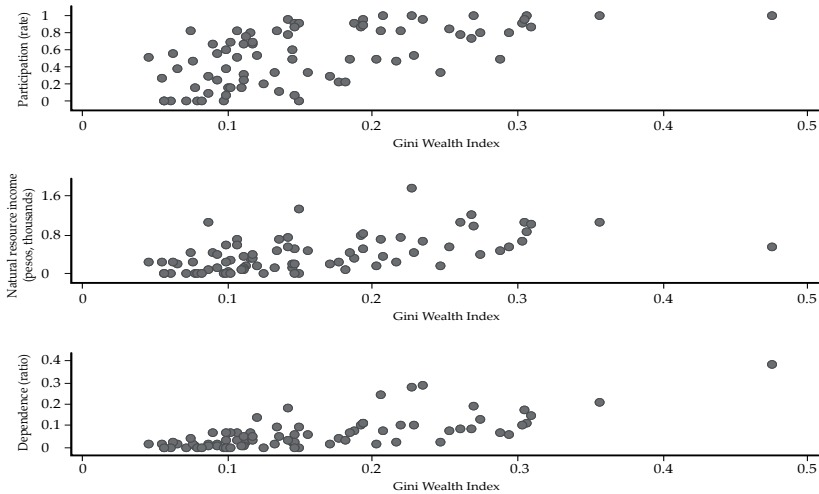 Participation (rate)
1
0.8
0.6
0.4
0.2
0
0 0.1 0.2 0.3 0.4 0.5
Gini Wealth Index
Natural resource income
(pesos, thousands)
1.6
0.8
0
0 0.1 0.2 0.3 0.4 0.5
Gini Wealth Index
Dependence (ratio)
0.4
0.3
0.2
0.1
0
0 0.1 0.2 0.3 0.4 0.5
Gini Wealth Index